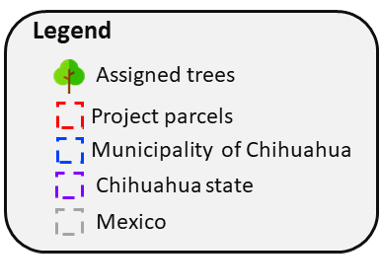 Legend
Assigned trees
Project parcels
Municipality of Chihuahua
Chihuahua state
Mexico